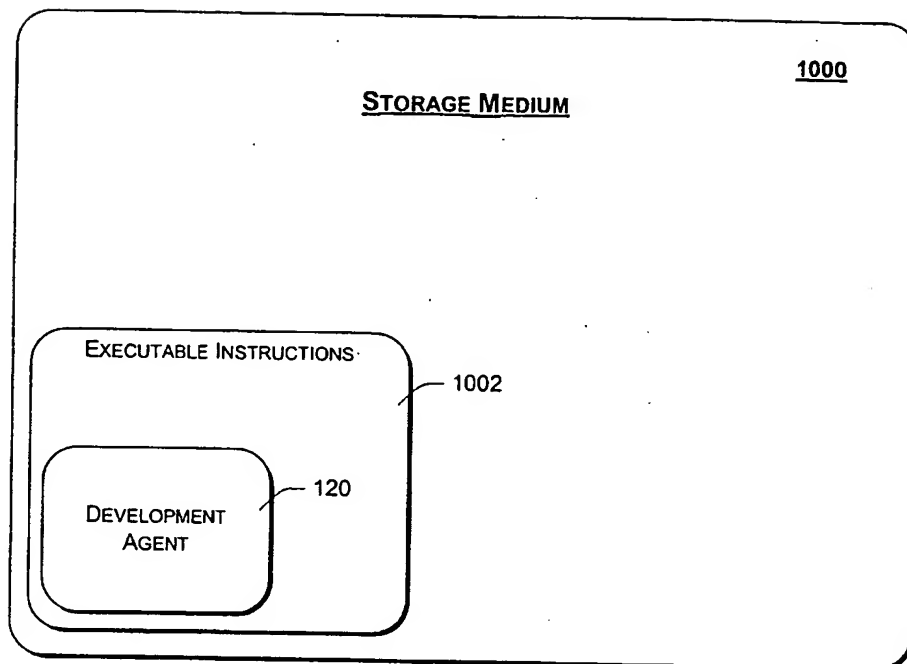 1000
STORAGE MEDIUM
EXECUTABLE INSTRUCTIONS
1002
120
DEVELOPMENT
AGENT